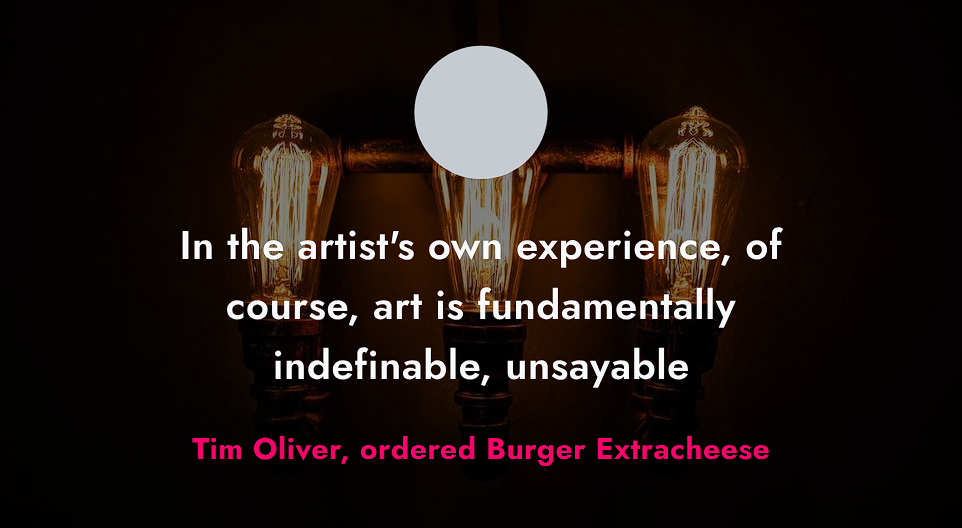 In the artist's own experience, of
course, art is fundamentally
indefinable, unsayable
Tim Oliver, ordered Burger Extracheese